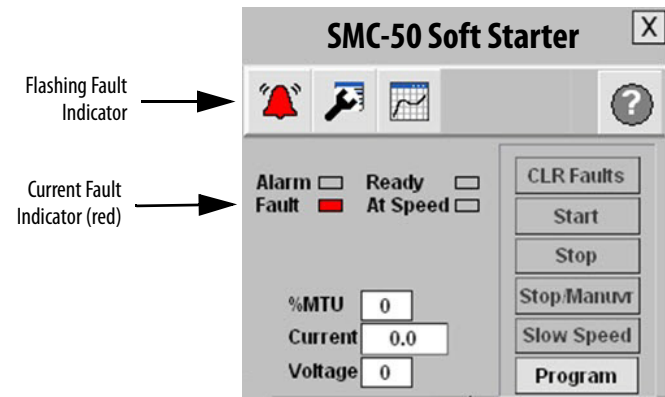 SMC-50 Soft Starter
X
Flashing Fault
Indicator
?
Current Fault
Indicator (red)
Alarm Ready
Fault At Speed
CLR Faults
Start
Stop
Stop/Manuvr
Slow Speed
Program
%MTU 0
Current 0.0
Voltage 0